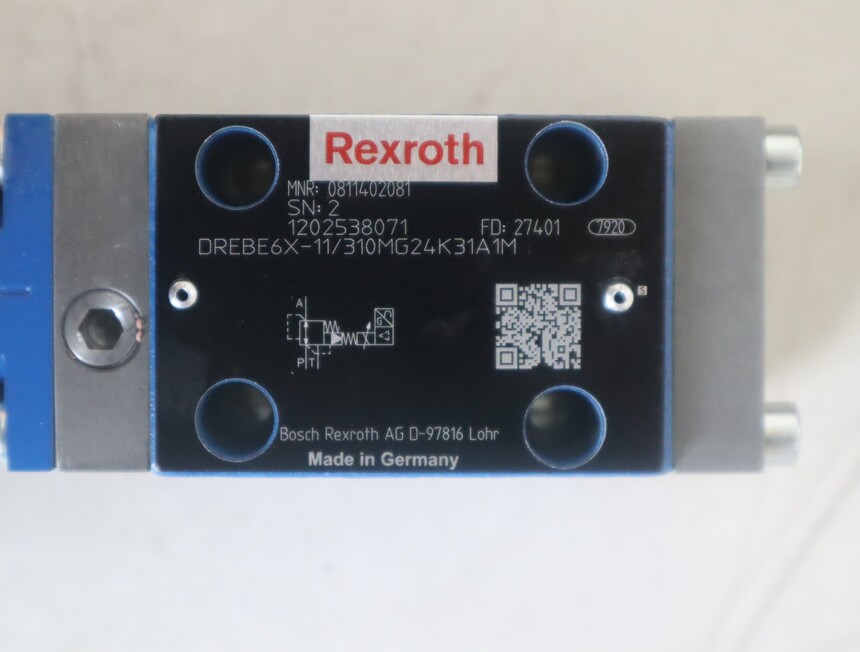 Rexroth
MNR: 0811402081
SN: 2
1202538071 FD: 27401 7920
DREBE6X-11/310MG24K31A1M
A
G
P T
Bosch Rexroth AG D-97816 Lohr
Made in Germany